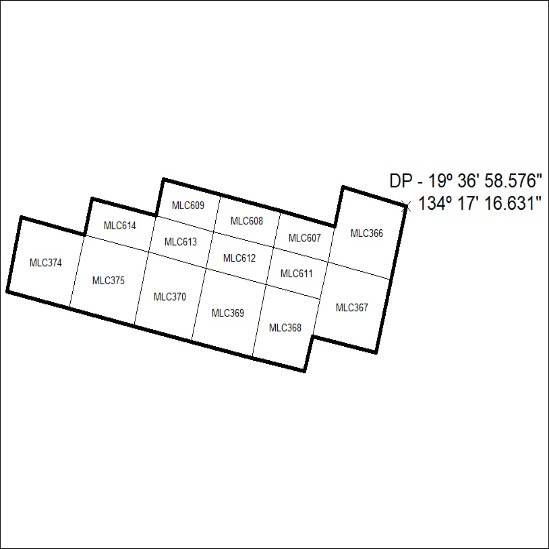 DP - 19º 36' 58.576"
134º 17' 16.631"
MLC609
MLC608
MLC614
MLC607
MLC366
MLC613
MLC612
MLC374
MLC611
MLC375
MLC370
MLC367
MLC369
MLC368